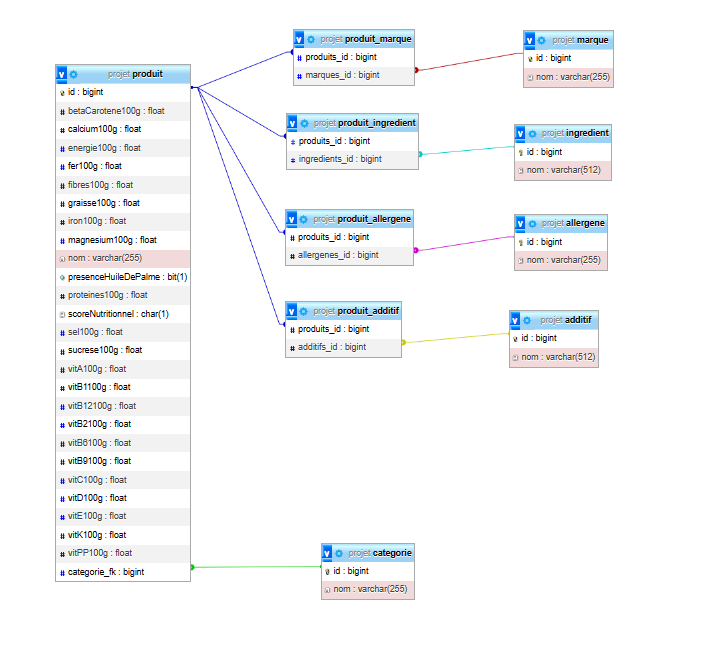 projet produit
id : bigint
betaCarotene100g : float
calcium100g : float
energie100g : float
fer100g : float
fibres100g : float
graisse100g : float
iron100g : float
magnesium100g : float
nom : varchar(255)
presenceHuileDePalme : bit(1)
proteines100g : float
scoreNutritionnel : char(1)
sel100g : float
sucrese100g : float
vitA100g : float
vitB1100g : float
vitB12100g : float
vitB2100g : float
vitB6100g : float
vitB9100g : float
vitC100g : float
vitD100g : float
vitE100g : float
vitK100g : float
vitPP100g : float
categorie_fk : bigint
projet produit_marque
produits_id : bigint
marques_id : bigint
projet marque
id : bigint
nom : varchar(255)
projet produit_ingredient
produits_id : bigint
ingredients_id : bigint
projet ingredient
id : bigint
nom : varchar(512)
projet produit_allergene
produits_id : bigint
allergenes_id : bigint
projet allergene
id : bigint
nom : varchar(255)
projet produit_additif
produits_id : bigint
additifs_id : bigint
projet additif
id : bigint
nom : varchar(512)
projet categorie
id : bigint
nom : varchar(255)